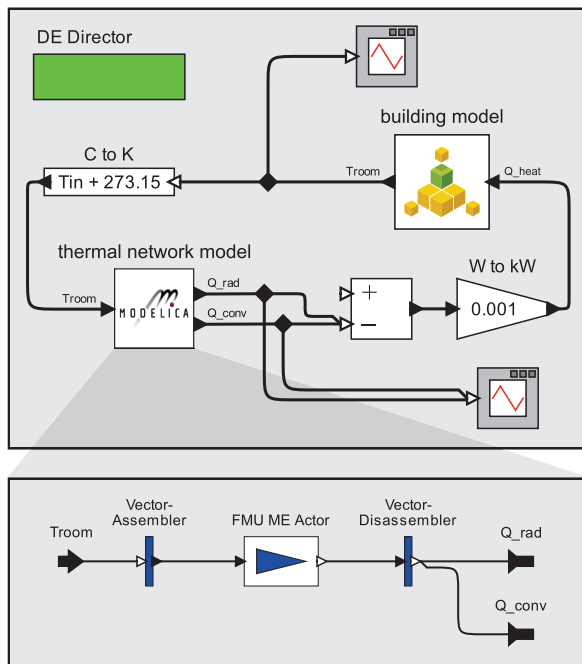 DE Director
building model
C to K
Troom
Q_heat
Tin + 273.15
thermal network model
W to kW
Q_rad
+
Troom
MODELICA
0.001
Q_conv
−
Vector-
Assembler
FMU ME Actor
Vector-
Disassembler
Troom
Q_rad
Q_conv